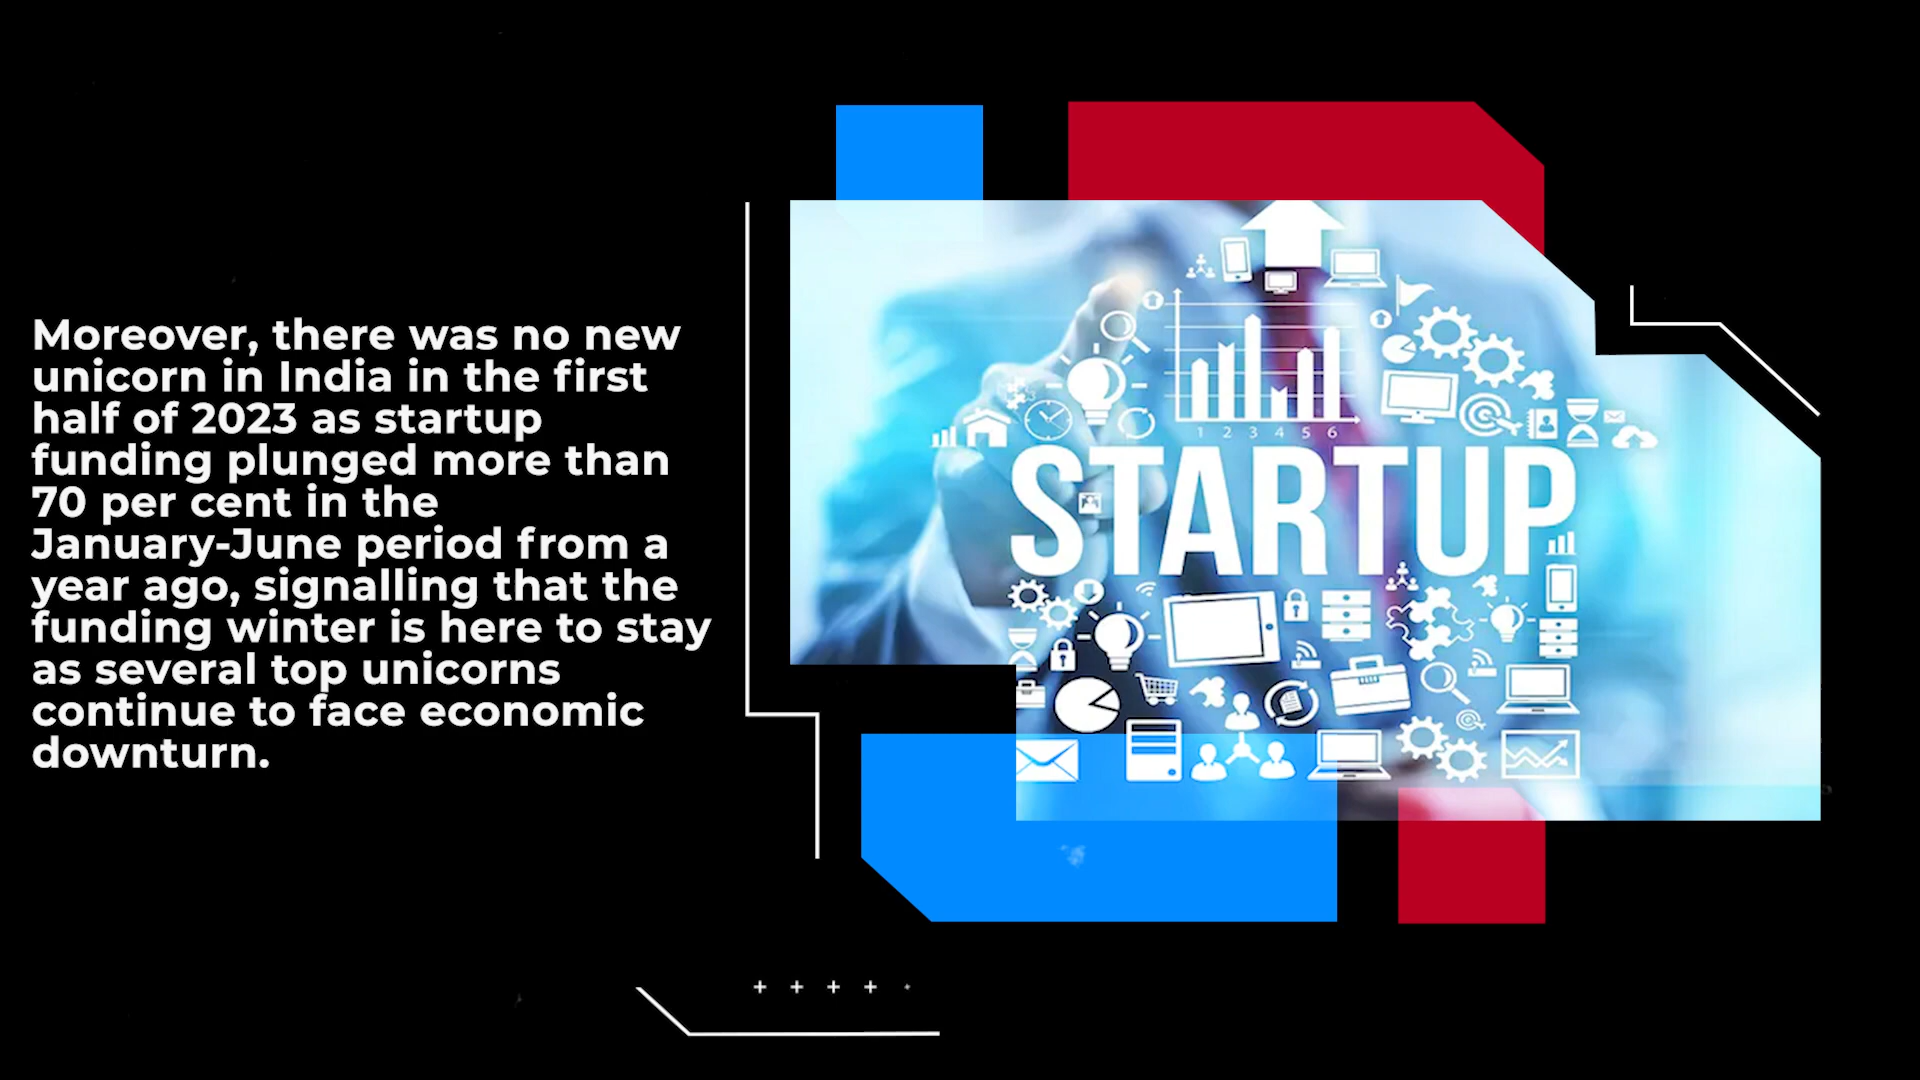 Moreover, there was no new
unicorn in India in the first
half of 2023 as startup
funding plunged more than
70 per cent in the
January-June period from a
year ago, signalling that the
funding winter is here to stay
as several top unicorns
continue to face economic
downturn.
1 2 3 4 5 6
STARTUP